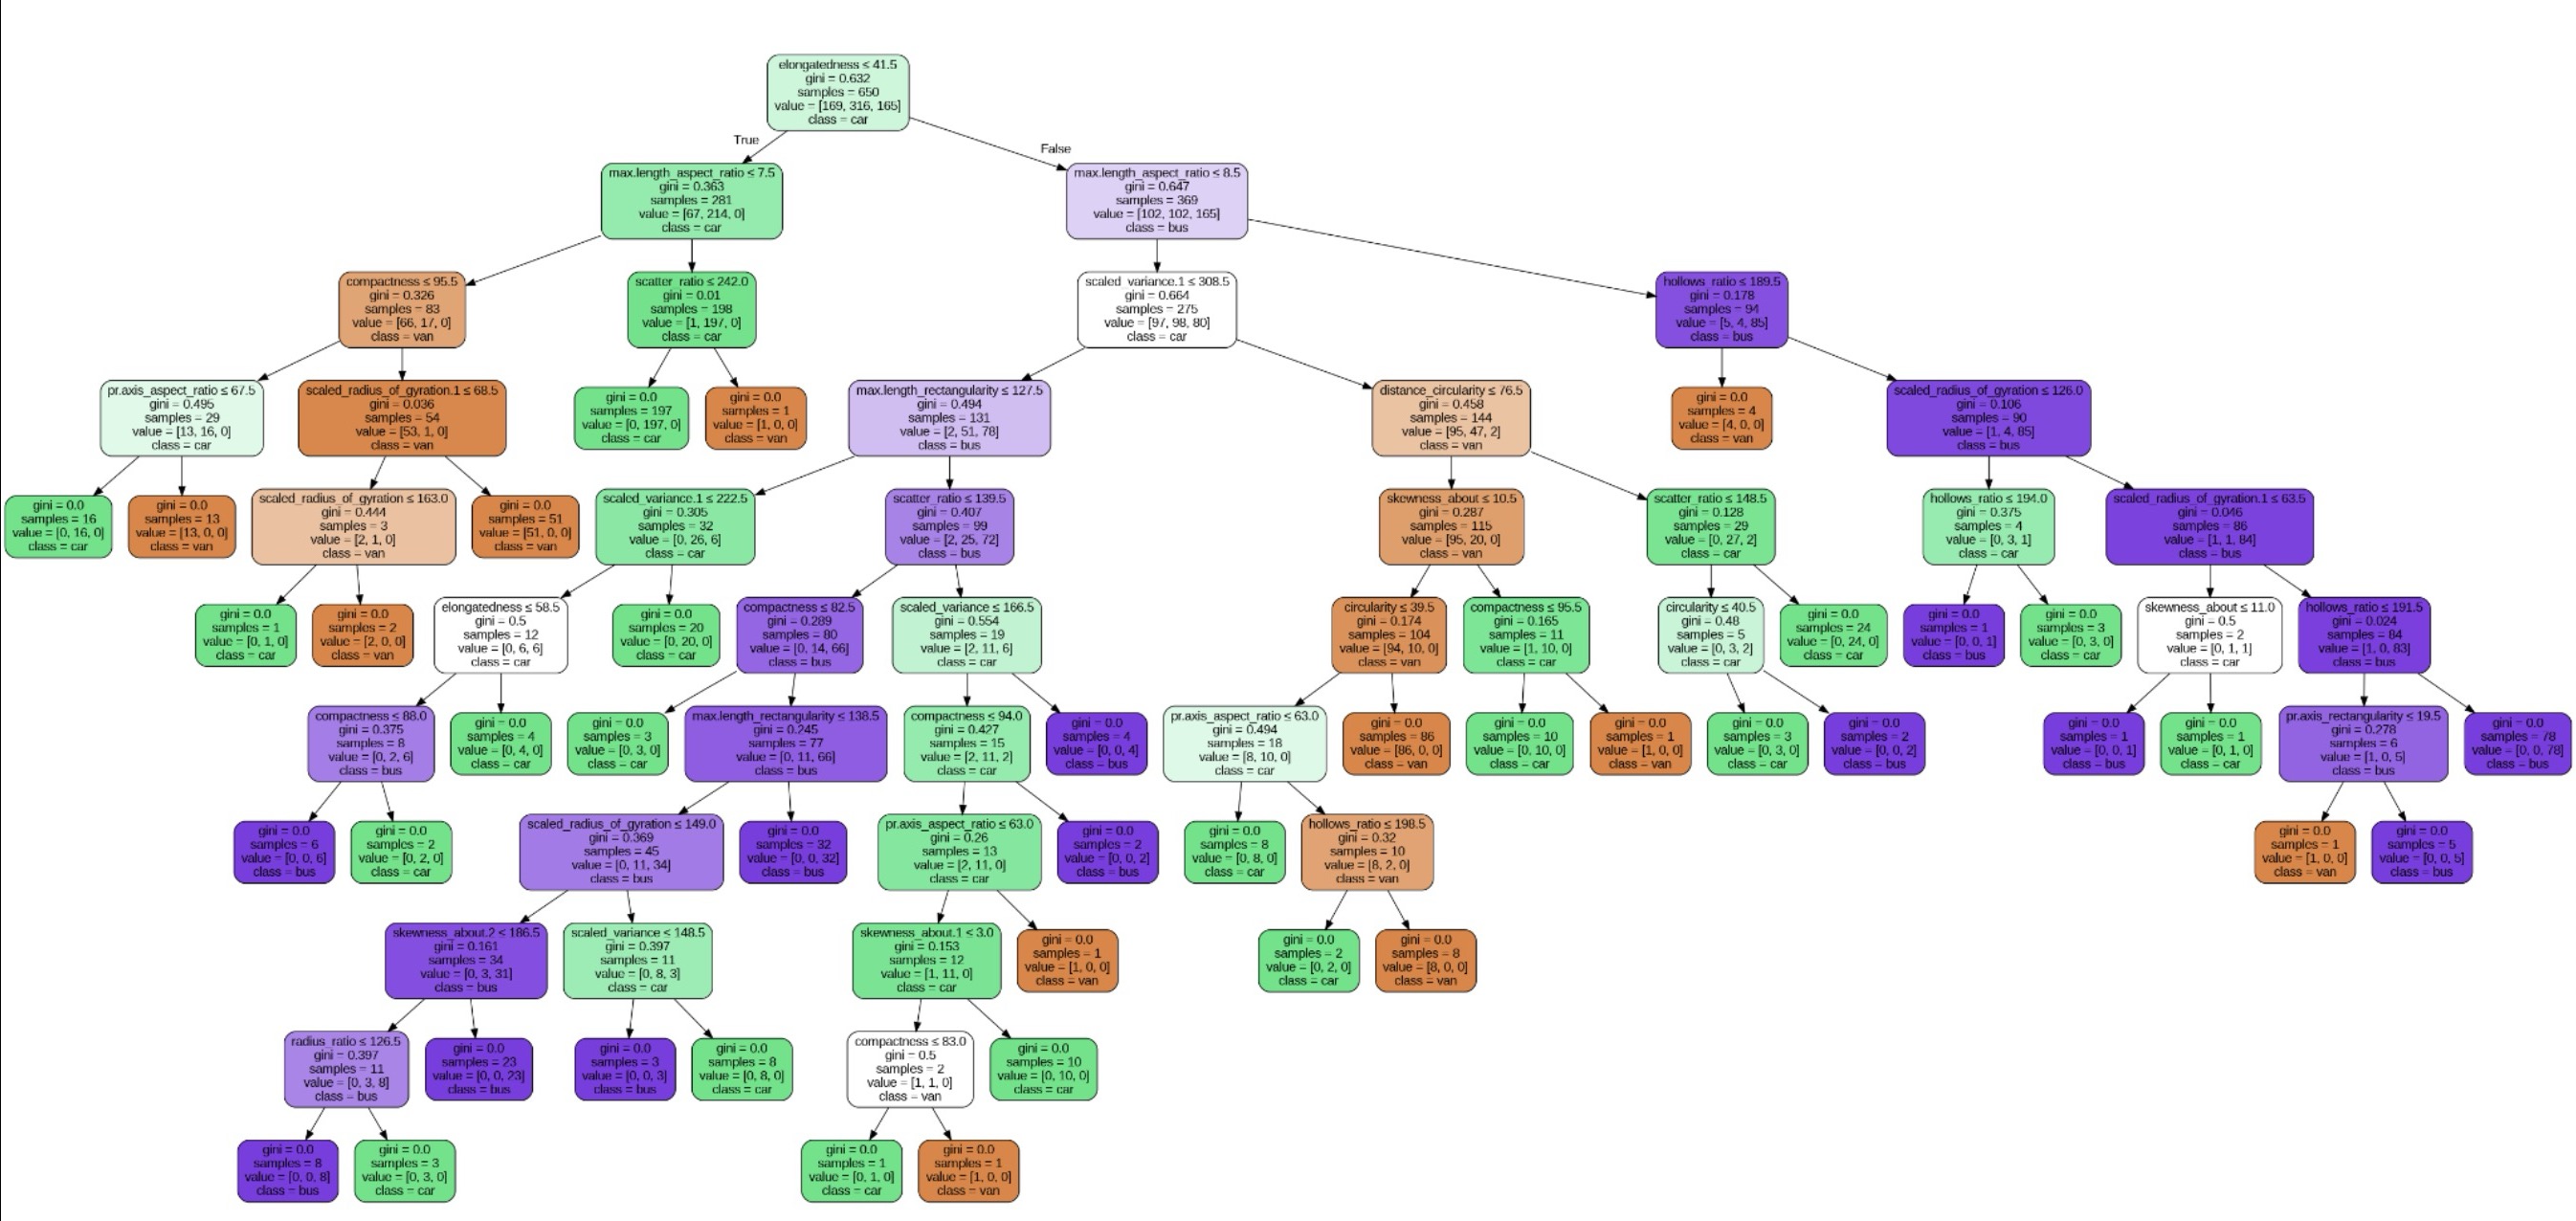 elongatedness ≤ 41.5
gini = 0.632
samples = 650
value = [169, 316, 165]
class = car
True
False
max.length_aspect_ratio ≤ 7.5
gini = 0.363
samples = 281
value = [67, 214, 0]
class = car
max.length_aspect_ratio ≤ 8.5
gini = 0.647
samples = 369
value = [102, 102, 165]
class = bus
compactness ≤ 95.5
gini = 0.326
samples = 83
value = [66, 17, 0]
class = van
scatter_ratio ≤ 242.0
gini = 0.01
samples = 198
value = [1, 197, 0]
class = car
scaled_variance.1 ≤ 308.5
gini = 0.664
samples = 275
value = [97, 98, 80]
class = car
hollows_ratio ≤ 189.5
gini = 0.178
samples = 94
value = [5, 4, 85]
class = bus
pr.axis_aspect_ratio ≤ 67.5
gini = 0.495
samples = 29
value = [13, 16, 0]
class = car
scaled_radius_of_gyration.1 ≤ 68.5
gini = 0.036
samples = 54
value = [53, 1, 0]
class = van
gini = 0.0
samples = 197
value = [0, 197, 0]
class = car
gini = 0.0
samples = 1
value = [1, 0, 0]
class = van
max.length_rectangularity ≤ 127.5
gini = 0.494
samples = 131
value = [2, 51, 78]
class = bus
distance_circularity ≤ 76.5
gini = 0.458
samples = 144
value = [95, 47, 2]
class = van
gini = 0.0
samples = 4
value = [4, 0, 0]
class = van
scaled_radius_of_gyration ≤ 126.0
gini = 0.106
samples = 90
value = [1, 4, 85]
class = bus
gini = 0.0
samples = 16
value = [0, 16, 0]
class = car
gini = 0.0
samples = 13
value = [13, 0, 0]
class = van
scaled_radius_of_gyration ≤ 163.0
gini = 0.444
samples = 3
value = [2, 1, 0]
class = van
gini = 0.0
samples = 51
value = [51, 0, 0]
class = van
scaled_variance.1 ≤ 222.5
gini = 0.305
samples = 32
value = [0, 26, 6]
class = car
scatter_ratio ≤ 139.5
gini = 0.407
samples = 99
value = [2, 25, 72]
class = bus
skewness_about ≤ 10.5
gini = 0.287
samples = 115
value = [95, 20, 0]
class = van
scatter_ratio ≤ 148.5
gini = 0.128
samples = 29
value = [0, 27, 2]
class = car
hollows_ratio ≤ 194.0
gini = 0.375
samples = 4
value = [0, 3, 1]
class = car
scaled_radius_of_gyration.1 ≤ 63.5
gini = 0.046
samples = 86
value = [1, 1, 84]
class = bus
gini = 0.0
samples = 1
value = [0, 1, 0]
class = car
gini = 0.0
samples = 2
value = [2, 0, 0]
class = van
elongatedness ≤ 58.5
gini = 0.5
samples = 12
value = [0, 6, 6]
class = car
gini = 0.0
samples = 20
value = [0, 20, 0]
class = car
compactness ≤ 82.5
gini = 0.289
samples = 80
value = [0, 14, 66]
class = bus
scaled_variance ≤ 166.5
gini = 0.554
samples = 19
value = [2, 11, 6]
class = car
circularity ≤ 39.5
gini = 0.174
samples = 104
value = [94, 10, 0]
class = van
compactness ≤ 95.5
gini = 0.165
samples = 11
value = [1, 10, 0]
class = car
circularity ≤ 40.5
gini = 0.48
samples = 5
value = [0, 3, 2]
class = car
gini = 0.0
samples = 24
value = [0, 24, 0]
class = car
gini = 0.0
samples = 1
value = [0, 0, 1]
class = bus
gini = 0.0
samples = 3
value = [0, 3, 0]
class = car
skewness_about ≤ 11.0
gini = 0.5
samples = 2
value = [0, 1, 1]
class = car
hollows_ratio ≤ 191.5
gini = 0.024
samples = 84
value = [1, 0, 83]
class = bus
compactness ≤ 88.0
gini = 0.375
samples = 8
value = [0, 2, 6]
class = bus
gini = 0.0
samples = 4
value = [0, 4, 0]
class = car
gini = 0.0
samples = 3
value = [0, 3, 0]
class = car
max.length_rectangularity ≤ 138.5
gini = 0.245
samples = 77
value = [0, 11, 66]
class = bus
compactness ≤ 94.0
gini = 0.427
samples = 15
value = [2, 11, 2]
class = car
gini = 0.0
samples = 4
value = [0, 0, 4]
class = bus
pr.axis_aspect_ratio ≤ 63.0
gini = 0.494
samples = 18
value = [8, 10, 0]
class = car
gini = 0.0
samples = 86
value = [86, 0, 0]
class = van
gini = 0.0
samples = 10
value = [0, 10, 0]
class = car
gini = 0.0
samples = 1
value = [1, 0, 0]
class = van
gini = 0.0
samples = 3
value = [0, 3, 0]
class = car
gini = 0.0
samples = 2
value = [0, 0, 2]
class = bus
gini = 0.0
samples = 1
value = [0, 0, 1]
class = bus
gini = 0.0
samples = 1
value = [0, 1, 0]
class = car
pr.axis_rectangularity ≤ 19.5
gini = 0.278
samples = 6
value = [1, 0, 5]
class = bus
gini = 0.0
samples = 78
value = [0, 0, 78]
class = bus
gini = 0.0
samples = 6
value = [0, 0, 6]
class = bus
gini = 0.0
samples = 2
value = [0, 2, 0]
class = car
scaled_radius_of_gyration ≤ 149.0
gini = 0.369
samples = 45
value = [0, 11, 34]
class = bus
gini = 0.0
samples = 32
value = [0, 0, 32]
class = bus
pr.axis_aspect_ratio ≤ 63.0
gini = 0.26
samples = 13
value = [2, 11, 0]
class = car
gini = 0.0
samples = 2
value = [0, 0, 2]
class = bus
gini = 0.0
samples = 8
value = [0, 8, 0]
class = car
hollows_ratio ≤ 198.5
gini = 0.32
samples = 10
value = [8, 2, 0]
class = van
gini = 0.0
samples = 1
value = [1, 0, 0]
class = van
gini = 0.0
samples = 5
value = [0, 0, 5]
class = bus
skewness_about.2 ≤ 186.5
gini = 0.161
samples = 34
value = [0, 3, 31]
class = bus
scaled_variance ≤ 148.5
gini = 0.397
samples = 11
value = [0, 8, 3]
class = car
skewness_about.1 ≤ 3.0
gini = 0.153
samples = 12
value = [1, 11, 0]
class = car
gini = 0.0
samples = 1
value = [1, 0, 0]
class = van
gini = 0.0
samples = 2
value = [0, 2, 0]
class = car
gini = 0.0
samples = 8
value = [8, 0, 0]
class = van
radius_ratio ≤ 126.5
gini = 0.397
samples = 11
value = [0, 3, 8]
class = bus
gini = 0.0
samples = 23
value = [0, 0, 23]
class = bus
gini = 0.0
samples = 3
value = [0, 0, 3]
class = bus
gini = 0.0
samples = 8
value = [0, 8, 0]
class = car
compactness ≤ 83.0
gini = 0.5
samples = 2
value = [1, 1, 0]
class = van
gini = 0.0
samples = 10
value = [0, 10, 0]
class = car
gini = 0.0
samples = 8
value = [0, 0, 8]
class = bus
gini = 0.0
samples = 3
value = [0, 3, 0]
class = car
gini = 0.0
samples = 1
value = [0, 1, 0]
class = car
gini = 0.0
samples = 1
value = [1, 0, 0]
class = van